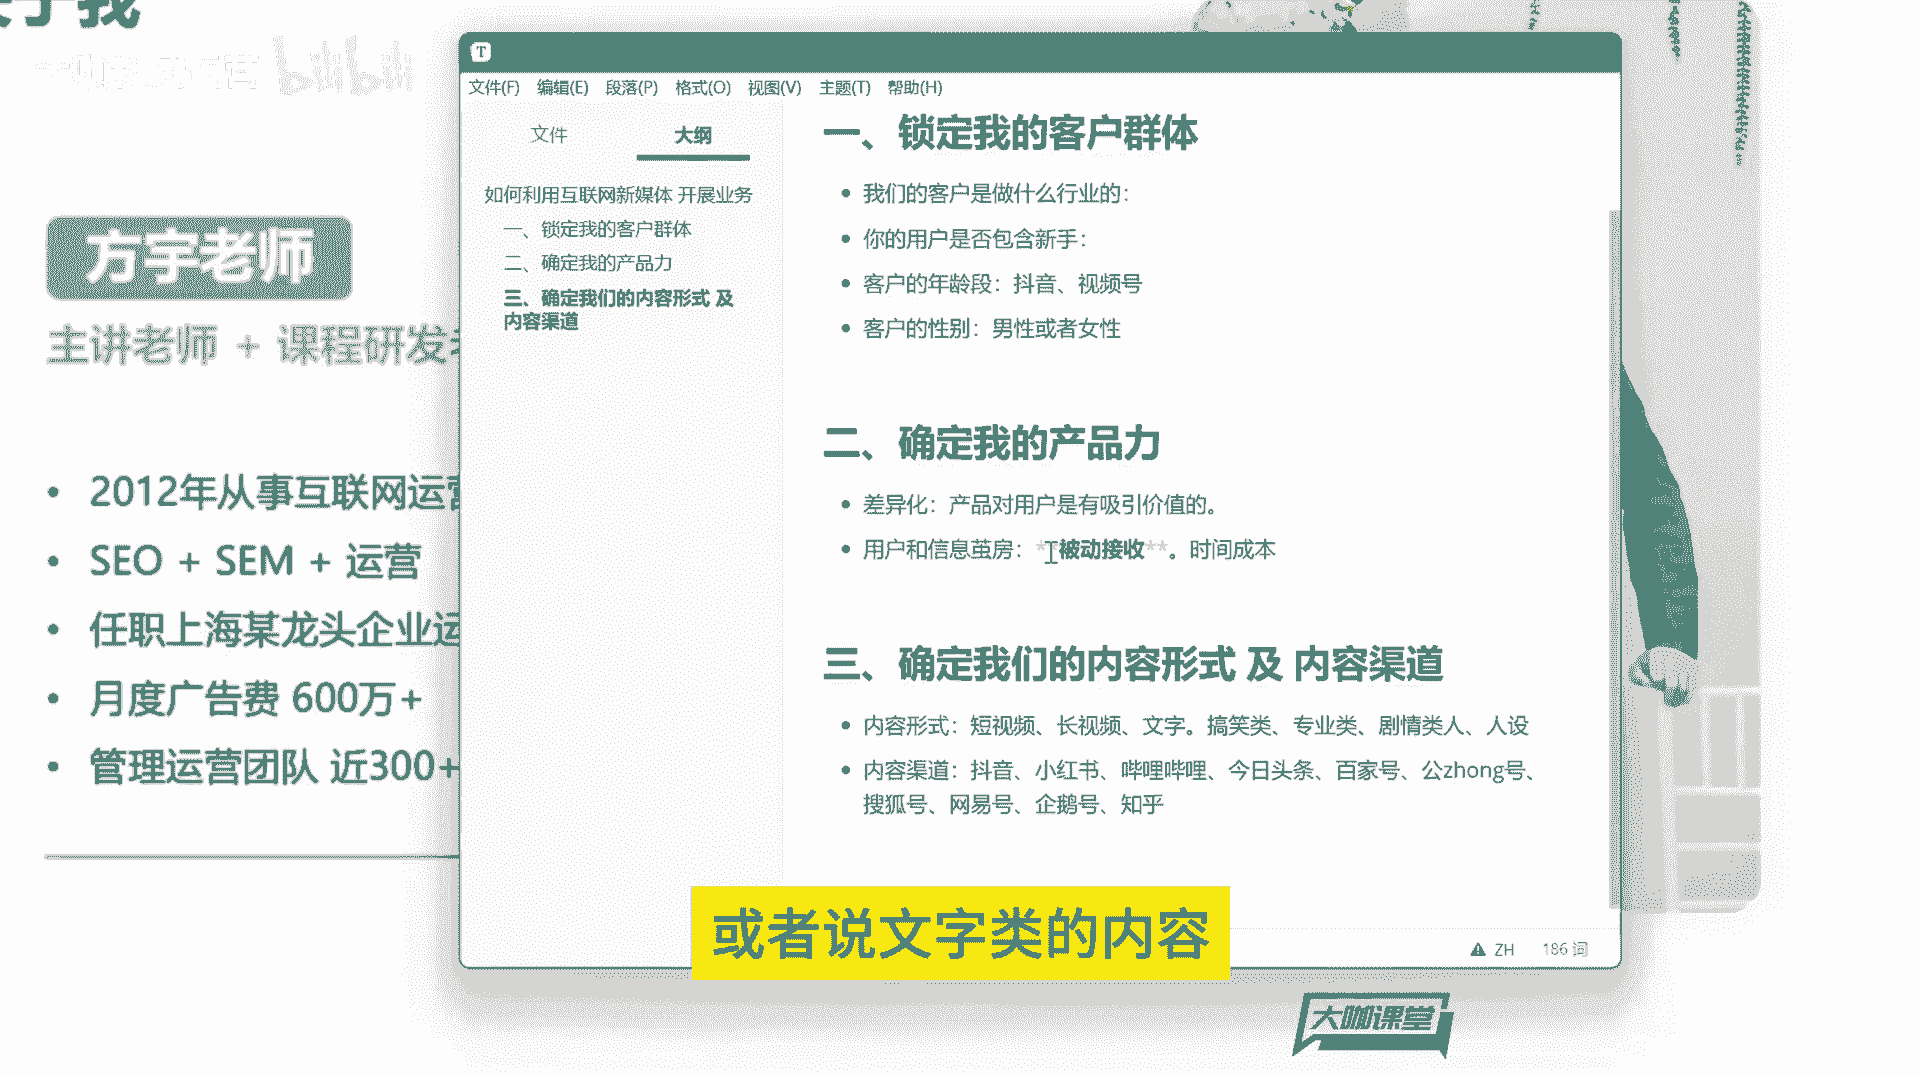 于我
bilibili
方宇老师
主讲老师 + 课程研发
• 2012年从事互联网运营
• SEO + SEM + 运营
• 任职上海某龙头企业运
• 月度广告费 600万+
• 管理运营团队 近300+
T
文件(F) 编辑(E) 段落(P) 格式(O) 视图(V) 主题(T) 帮助(H)
文件 大纲
如何利用互联网新媒体 开展业务
一、锁定我的客户群体
二、确定我的产品力
三、确定我们的内容形式 及
内容渠道
一、锁定我的客户群体
• 我们的客户是做什么行业的：
• 你的用户是否包含新手：
• 客户的年龄段：抖音、视频号
• 客户的性别：男性或者女性
二、确定我的产品力
• 差异化：产品对用户是有吸引价值的。
• 用户和信息茧房：**被动接收**。时间成本
三、确定我们的内容形式 及 内容渠道
• 内容形式：短视频、长视频、文字。搞笑类、专业类、剧情类人、人设
• 内容渠道：抖音、小红书、哔哩哔哩、今日头条、百家号、公zhong号、
搜狐号、网易号、企鹅号、知乎
ZH 186 词
或者说文字类的内容
大咖课堂